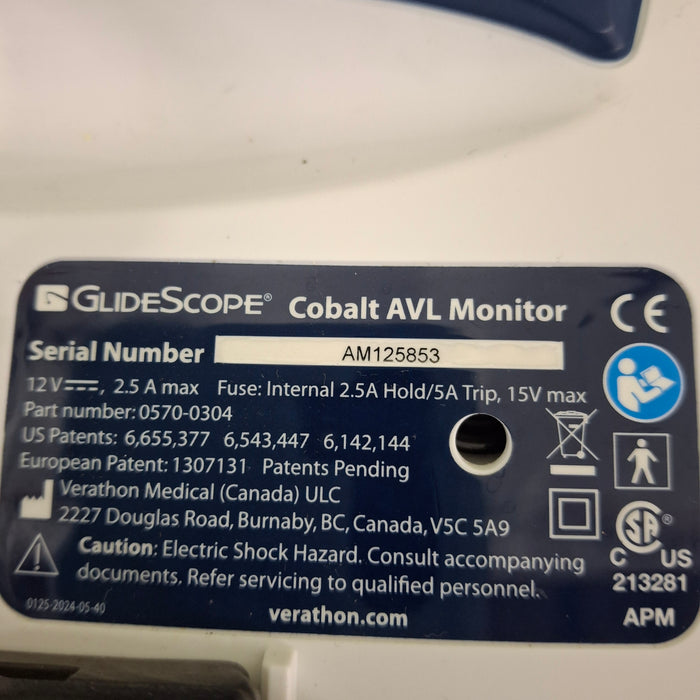 GLIDESCOPE® Cobalt AVL Monitor
CE
Serial Number AM125853
12 V⎓, 2.5 A max Fuse: Internal 2.5A Hold/5A Trip, 15V max
Part number: 0570-0304
US Patents: 6,655,377 6,543,447 6,142,144
European Patent: 1307131 Patents Pending
Verathon Medical (Canada) ULC
2227 Douglas Road, Burnaby, BC, Canada, V5C 5A9
Caution: Electric Shock Hazard. Consult accompanying
documents. Refer servicing to qualified personnel.
0125-2024-05-40
verathon.com
SA®
C US
213281
APM